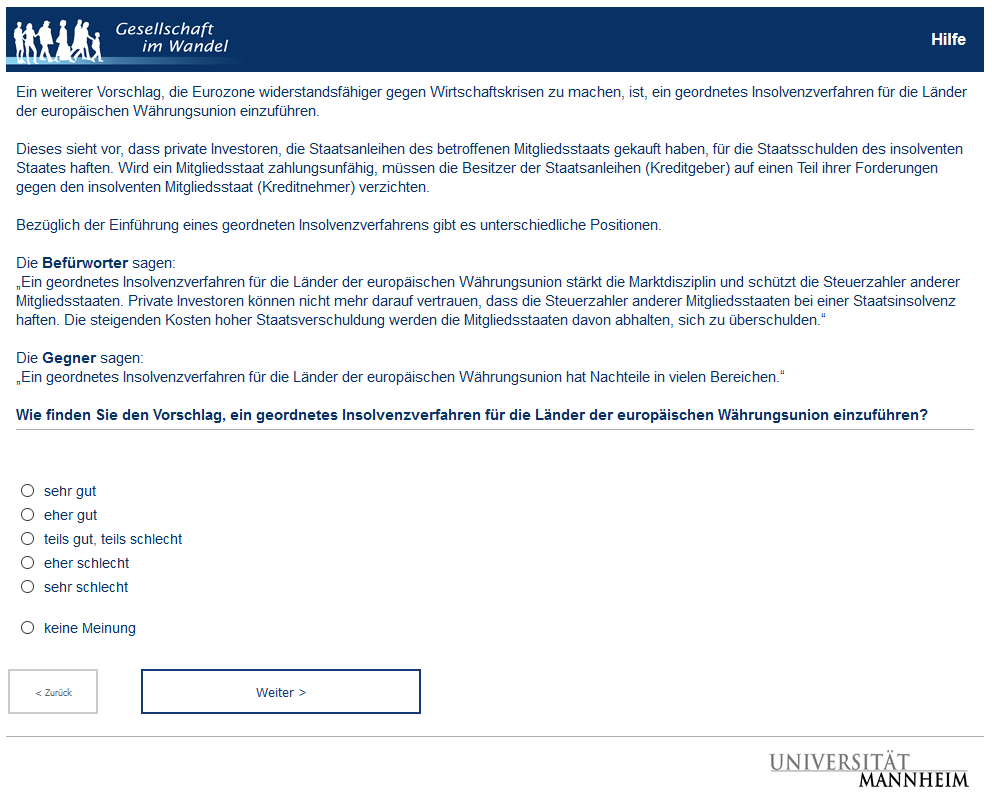 Gesellschaft
im Wandel
Hilfe
Ein weiterer Vorschlag, die Eurozone widerstandsfähiger gegen Wirtschaftskrisen zu machen, ist, ein geordnetes Insolvenzverfahren für die Länder
der europäischen Währungsunion einzuführen.
Dieses sieht vor, dass private Investoren, die Staatsanleihen des betroffenen Mitgliedsstaats gekauft haben, für die Staatsschulden des insolventen
Staates haften. Wird ein Mitgliedsstaat zahlungsunfähig, müssen die Besitzer der Staatsanleihen (Kreditgeber) auf einen Teil ihrer Forderungen
gegen den insolventen Mitgliedsstaat (Kreditnehmer) verzichten.
Bezüglich der Einführung eines geordneten Insolvenzverfahrens gibt es unterschiedliche Positionen.
Die Befürworter sagen:
„Ein geordnetes Insolvenzverfahren für die Länder der europäischen Währungsunion stärkt die Marktdisziplin und schützt die Steuerzahler anderer
Mitgliedsstaaten. Private Investoren können nicht mehr darauf vertrauen, dass die Steuerzahler anderer Mitgliedsstaaten bei einer Staatsinsolvenz
haften. Die steigenden Kosten hoher Staatsverschuldung werden die Mitgliedsstaaten davon abhalten, sich zu überschulden.“
Die Gegner sagen:
„Ein geordnetes Insolvenzverfahren für die Länder der europäischen Währungsunion hat Nachteile in vielen Bereichen.“
Wie finden Sie den Vorschlag, ein geordnetes Insolvenzverfahren für die Länder der europäischen Währungsunion einzuführen?
sehr gut
eher gut
teils gut, teils schlecht
eher schlecht
sehr schlecht
keine Meinung
< Zurück
Weiter >
UNIVERSITÄT
MANNHEIM